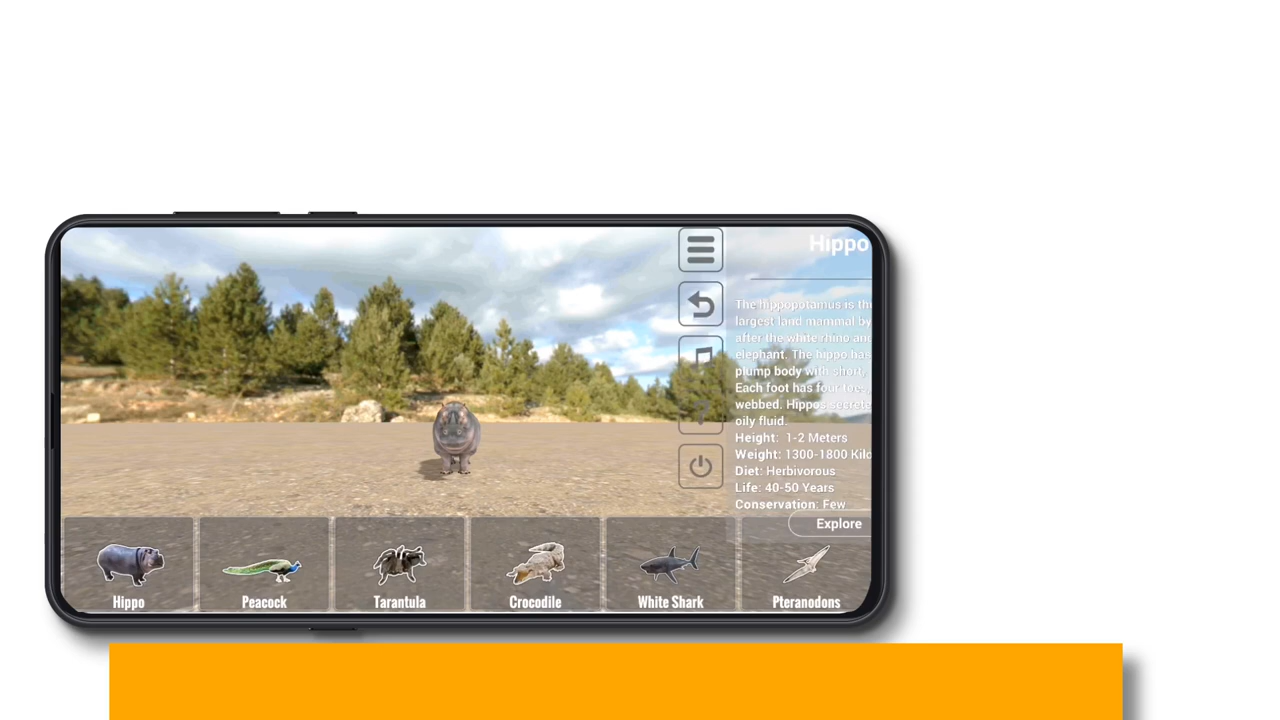 Hippo
The hippopotamus is the
largest land mammal by
after the white rhino and
elephant. The hippo has
plump body with short,
Each foot has four toe-
webbed. Hippos secrete
oily fluid.
Height: 1-2 Meters
Weight: 1300-1800 Kilo
Diet: Herbivorous
Life: 40-50 Years
Conservation: Few
Explore
Hippo
Peacock
Tarantula
Crocodile
White Shark
Pteranodons